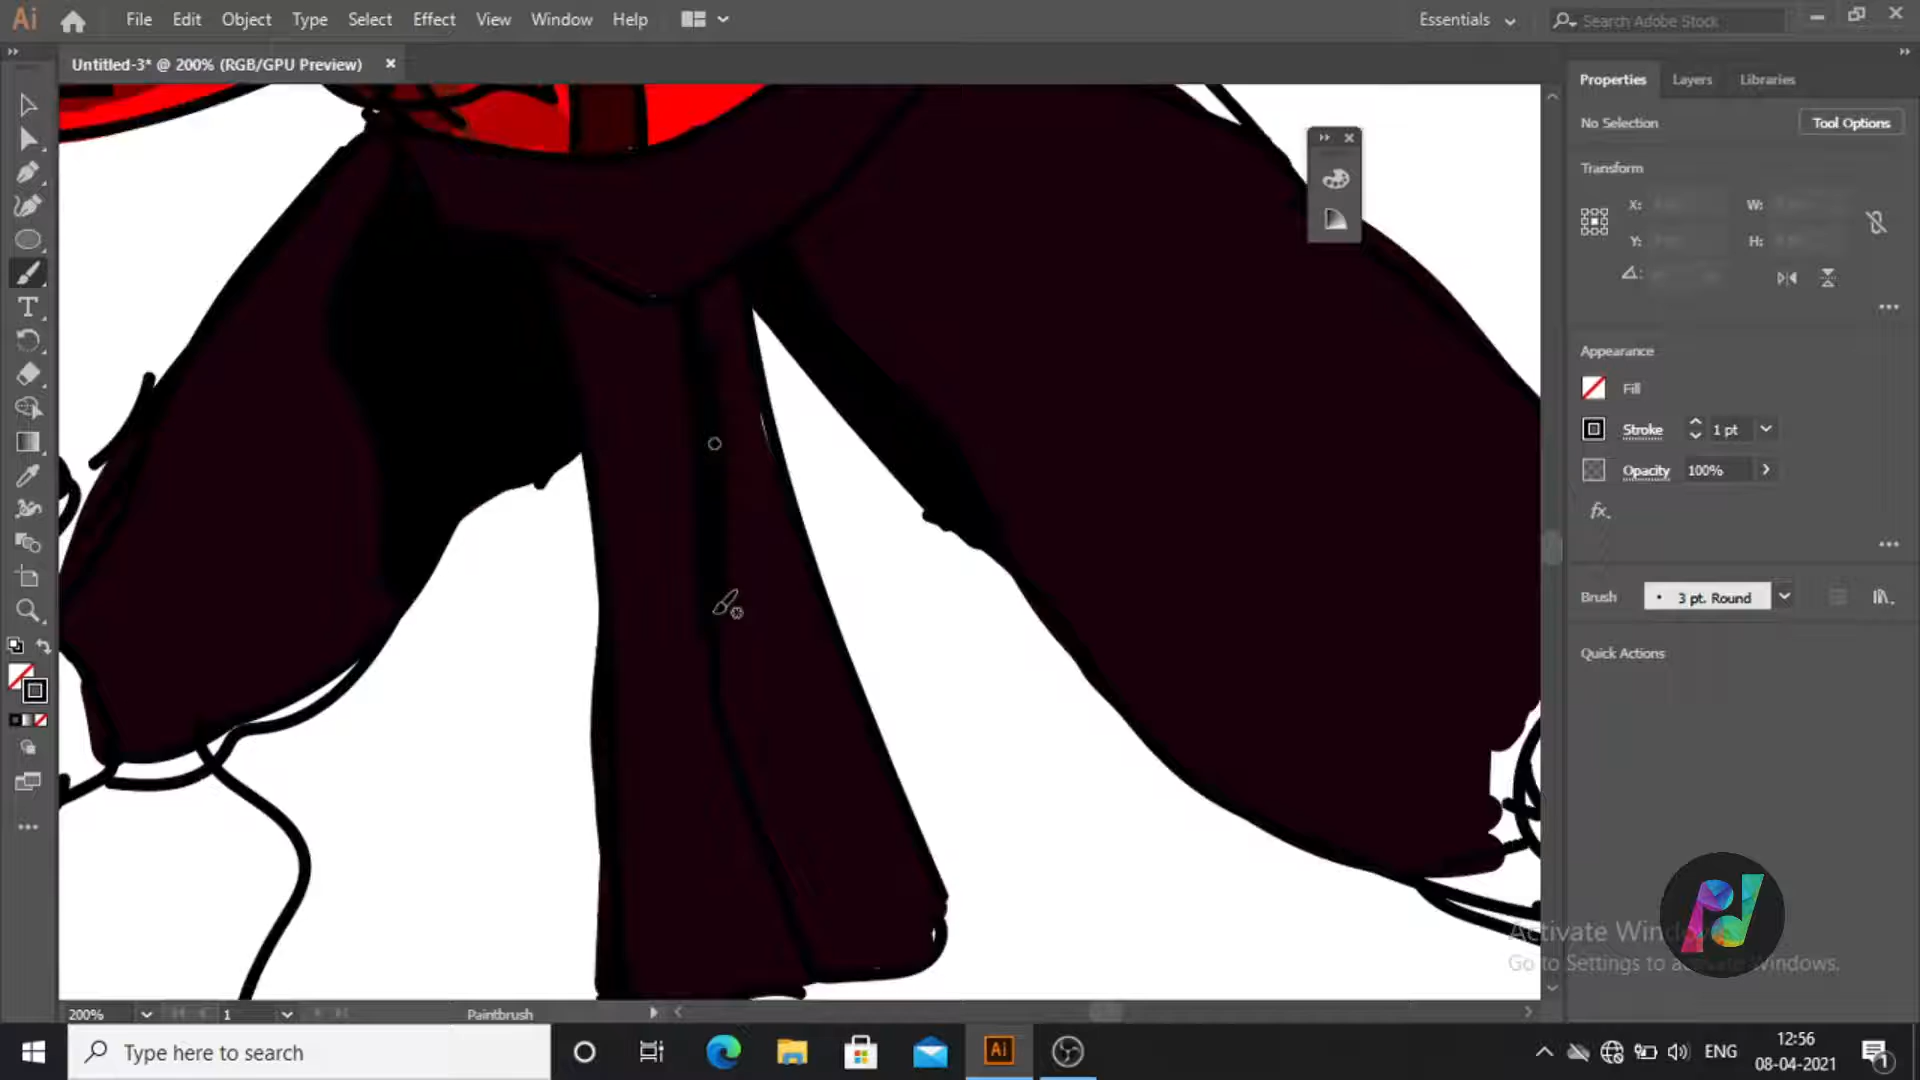 Ai File Edit Object Type Select Effect View Window Help Essentials Search Adobe Stock
Untitled-3* @ 200% (RGB/GPU Preview)
Properties Layers Libraries
No Selection Tool Options
Transform
X: W:
Y: H:
Appearance
Fill
Stroke 1 pt
Opacity 100%
fx
Brush 3 pt. Round
Quick Actions
Go to Settings to a Windows.
200% 1 Paintbrush
Type here to search
Ai
ENG
12:56
08-04-2021
1